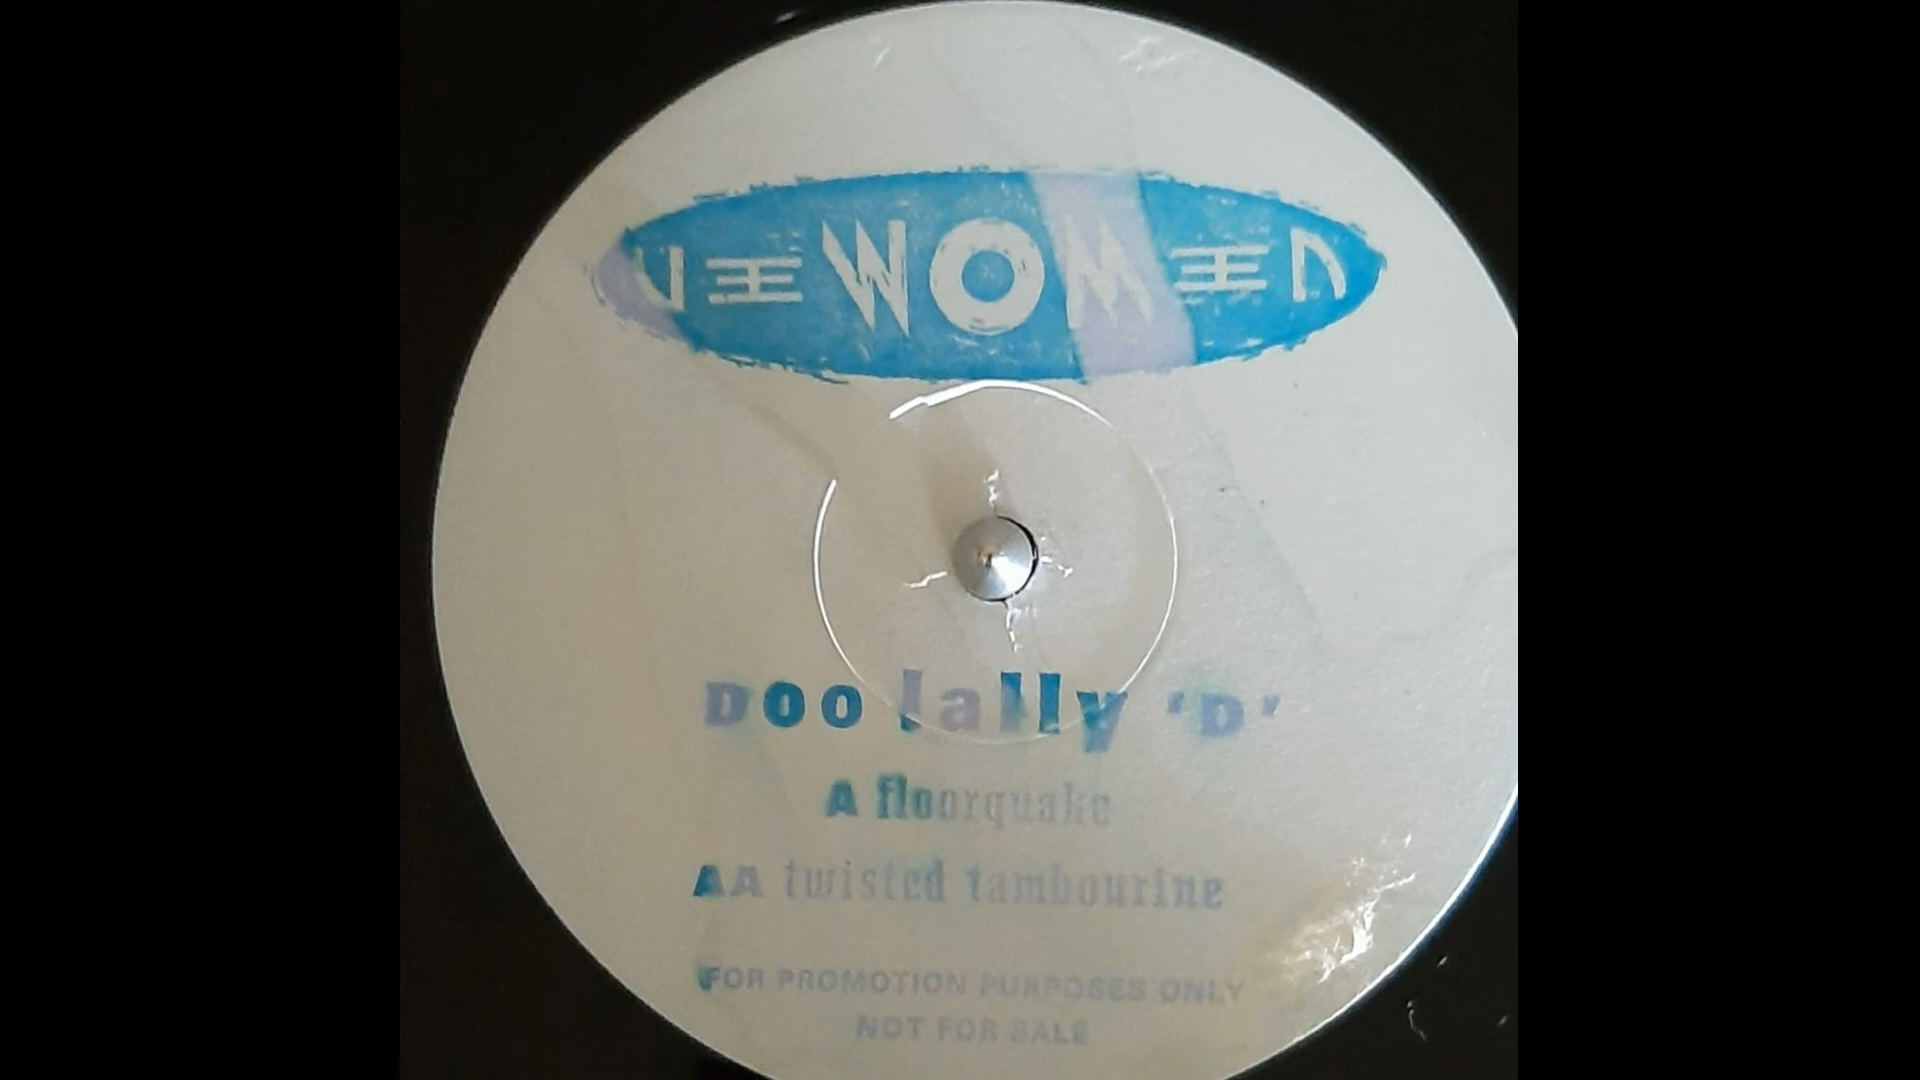 NEWOMEN
Doo lally 'D'
A floorquake
AA twisted tambourine
FOR PROMOTION PURPOSES ONLY
NOT FOR SALE